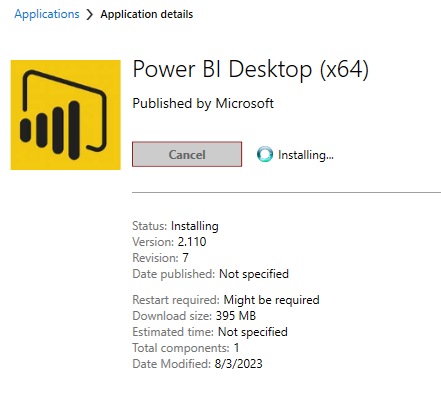 Applications > Application details
Power BI Desktop (x64)
Published by Microsoft
Cancel Installing...
Status: Installing
Version: 2.110
Revision: 7
Date published: Not specified
Restart required: Might be required
Download size: 395 MB
Estimated time: Not specified
Total components: 1
Date Modified: 8/3/2023